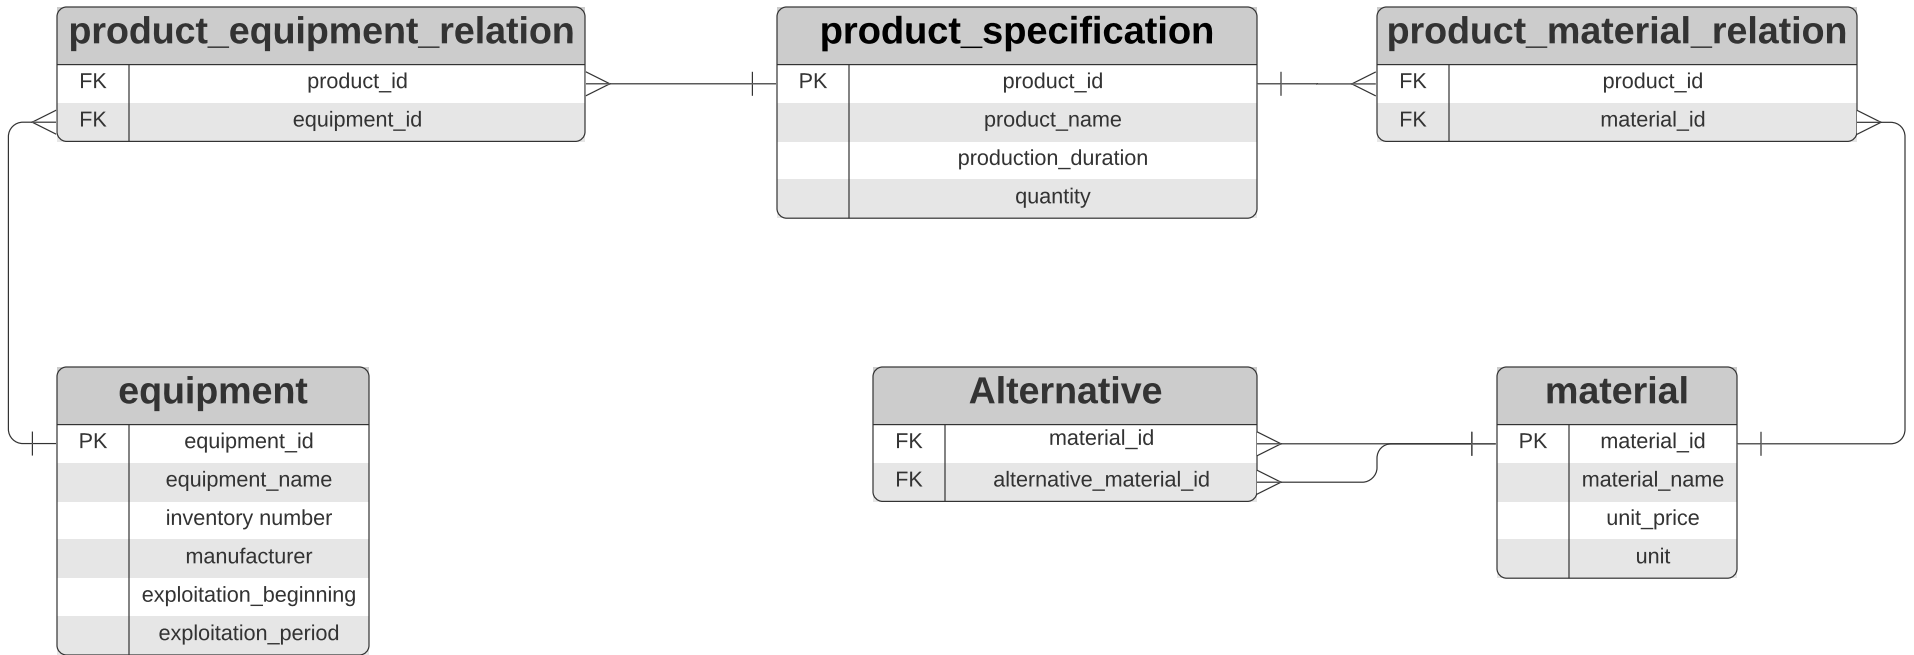 product_equipment_relation
FK product_id
FK equipment_id
product_specification
PK product_id
product_name
production_duration
quantity
product_material_relation
FK product_id
FK material_id
equipment
PK equipment_id
equipment_name
inventory number
manufacturer
exploitation_beginning
exploitation_period
Alternative
FK material_id
FK alternative_material_id
material
PK material_id
material_name
unit_price
unit